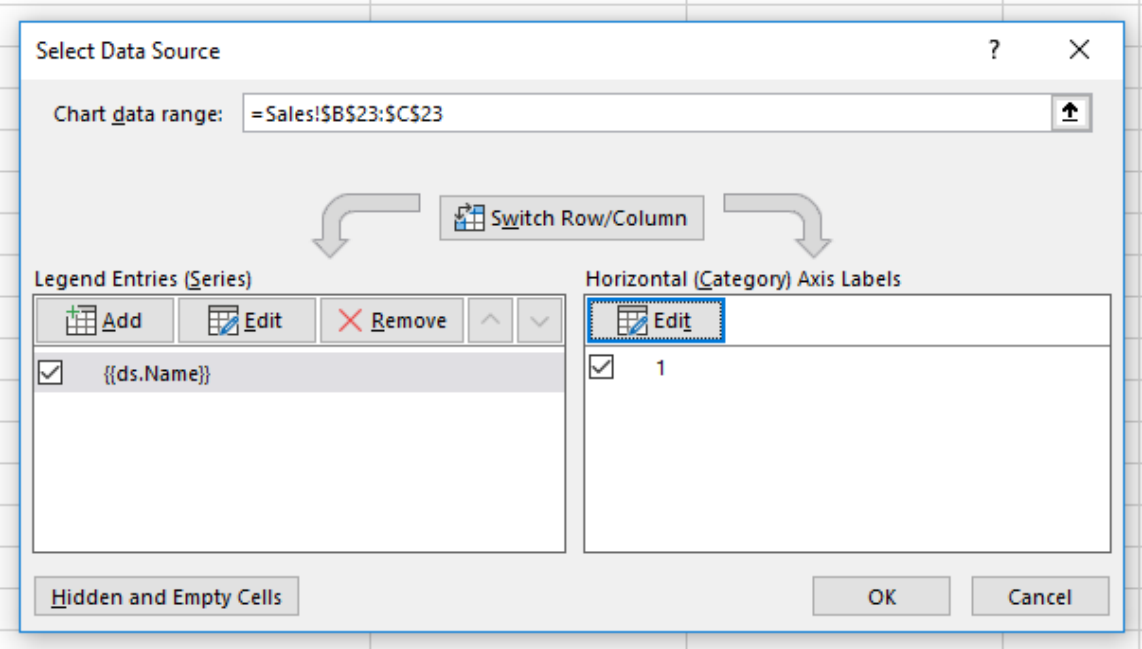 Select Data Source ?
Chart data range: =Sales!$B$23:$C$23
Switch Row/Column
Legend Entries (Series)
Add Edit Remove
{{ds.Name}}
Horizontal (Category) Axis Labels
Edit
1
Hidden and Empty Cells OK Cancel